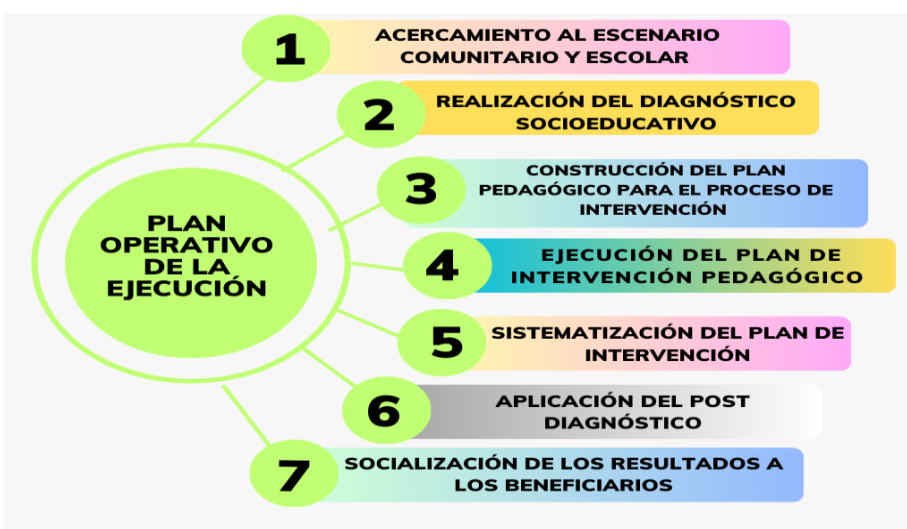 PLAN
OPERATIVO
DE LA
EJECUCIÓN
1
ACERCAMIENTO AL ESCENARIO
COMUNITARIO Y ESCOLAR
2
REALIZACIÓN DEL DIAGNÓSTICO
SOCIOEDUCATIVO
3
CONSTRUCCIÓN DEL PLAN
PEDAGÓGICO PARA EL PROCESO DE
INTERVENCIÓN
4
EJECUCIÓN DEL PLAN DE
INTERVENCIÓN PEDAGÓGICO
5
SISTEMATIZACIÓN DEL PLAN DE
INTERVENCIÓN
6
APLICACIÓN DEL POST
DIAGNÓSTICO
7
SOCIALIZACIÓN DE LOS RESULTADOS A
LOS BENEFICIARIOS